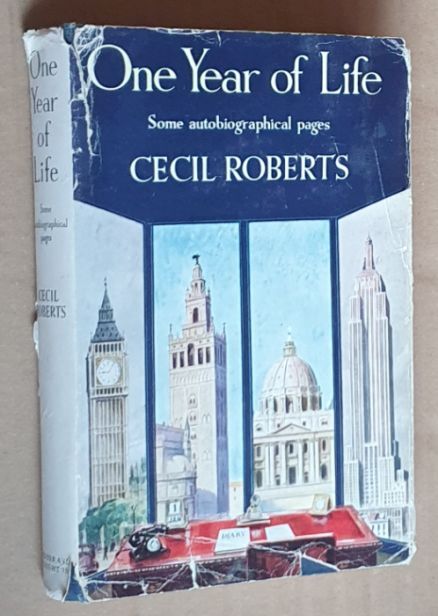 One Year of Life
Some autobiographical pages
CECIL ROBERTS
One
Year
of
Life
Some
autobiographical
pages
CECIL
ROBERTS
DIARY